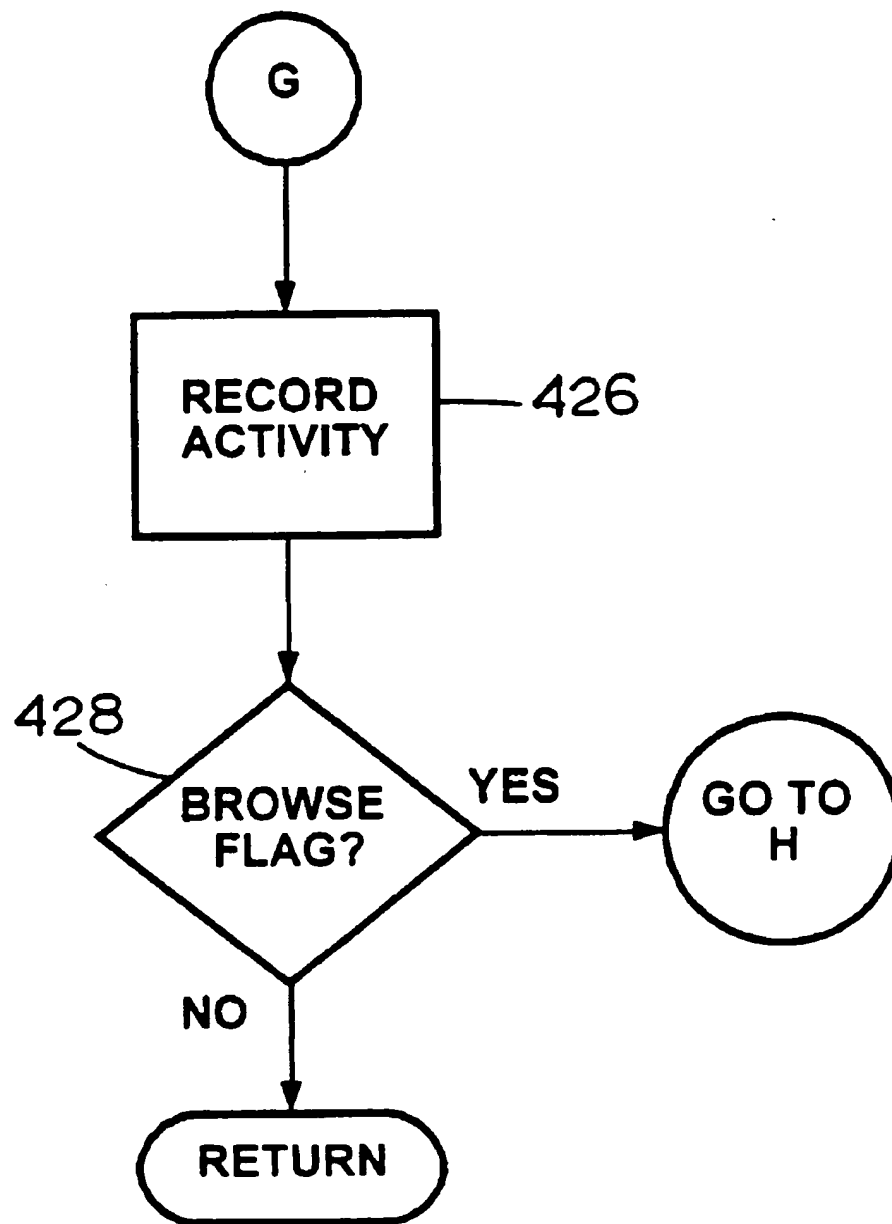 G
RECORD
ACTIVITY
426
428
BROWSE
FLAG?
YES
GO TO
H
NO
RETURN